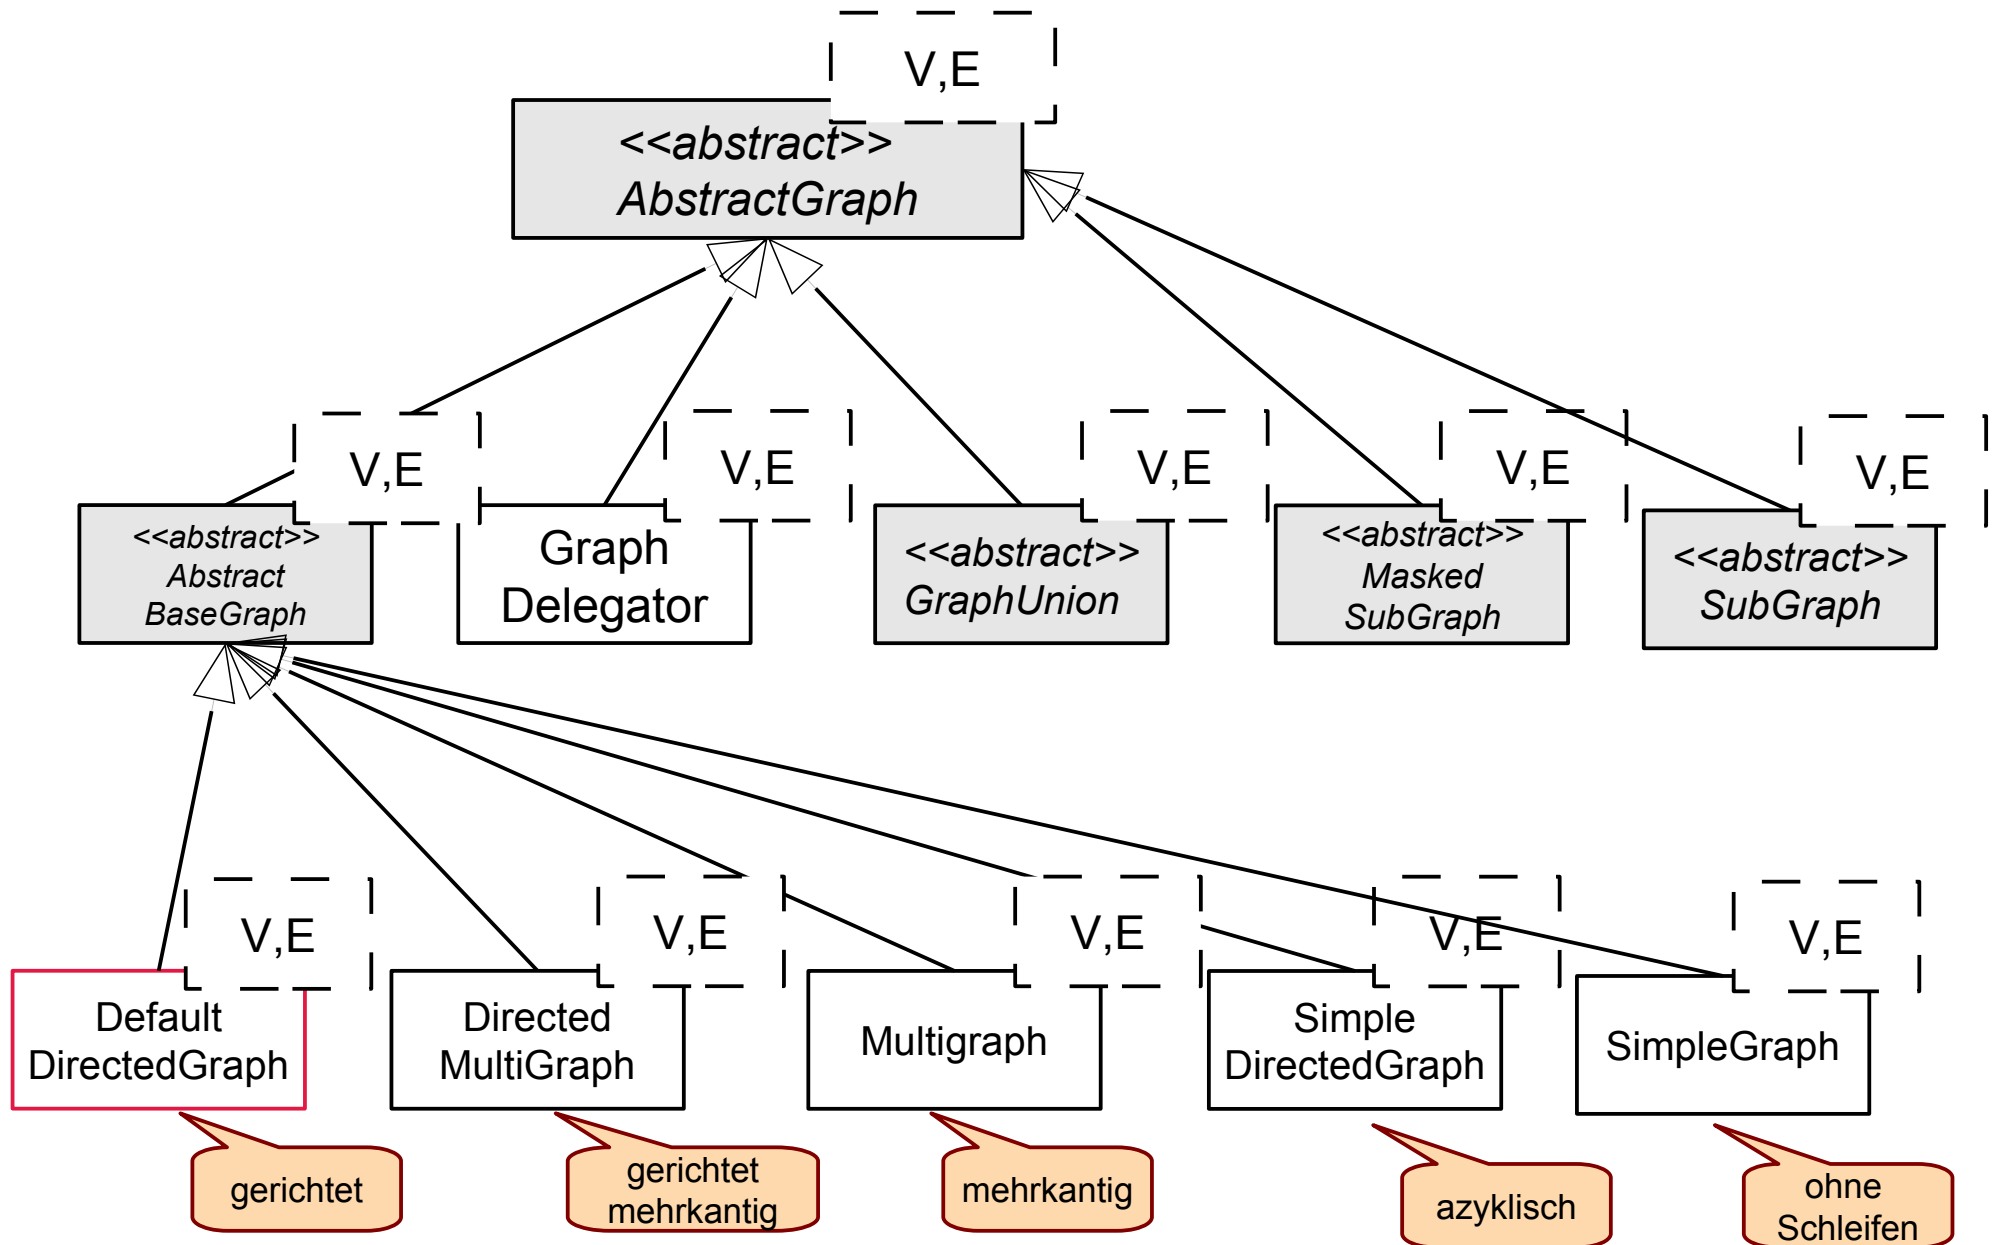 V,E
<<abstract>>
AbstractGraph
V,E
V,E
V,E
V,E
V,E
<<abstract>>
Abstract
BaseGraph
Graph
Delegator
<<abstract>>
GraphUnion
<<abstract>>
Masked
SubGraph
<<abstract>>
SubGraph
V,E
V,E
V,E
V,E
V,E
Default
DirectedGraph
Directed
MultiGraph
Multigraph
Simple
DirectedGraph
SimpleGraph
gerichtet
gerichtet
mehrkantig
mehrkantig
azyklisch
ohne
Schleifen